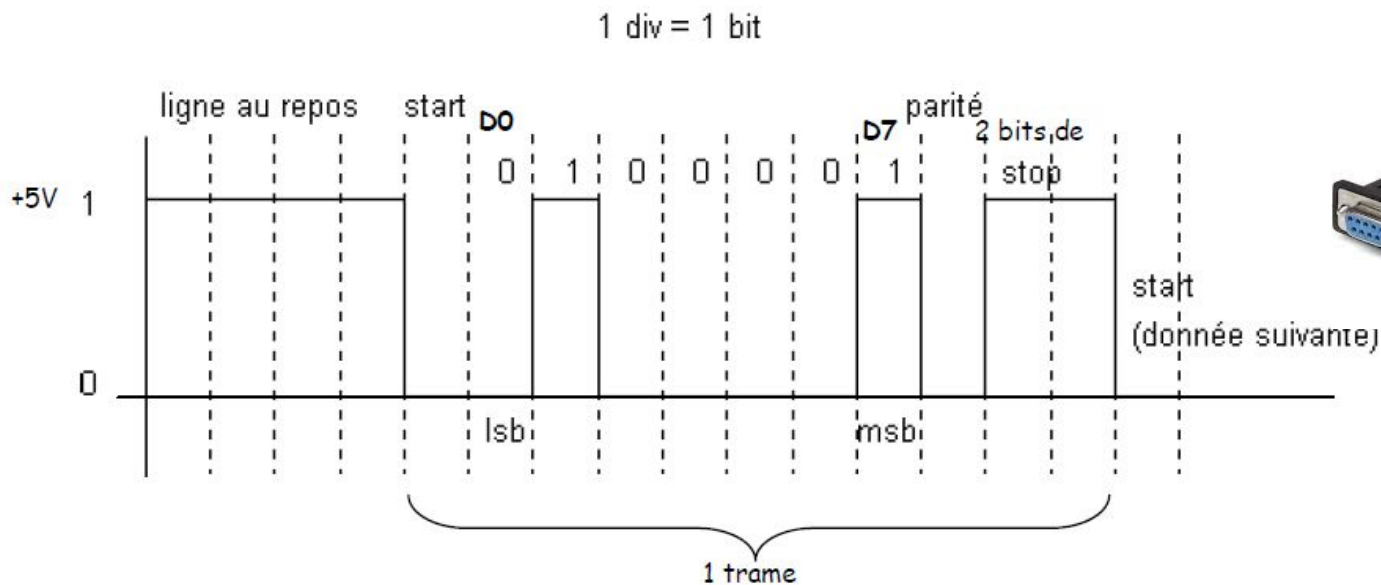 1 div = 1 bit
ligne au repos start parité
D0 D7 2 bits de
0 1 0 0 0 0 1 stop
+5V 1
start
(donnée suivante)
0
lsb msb
1 trame